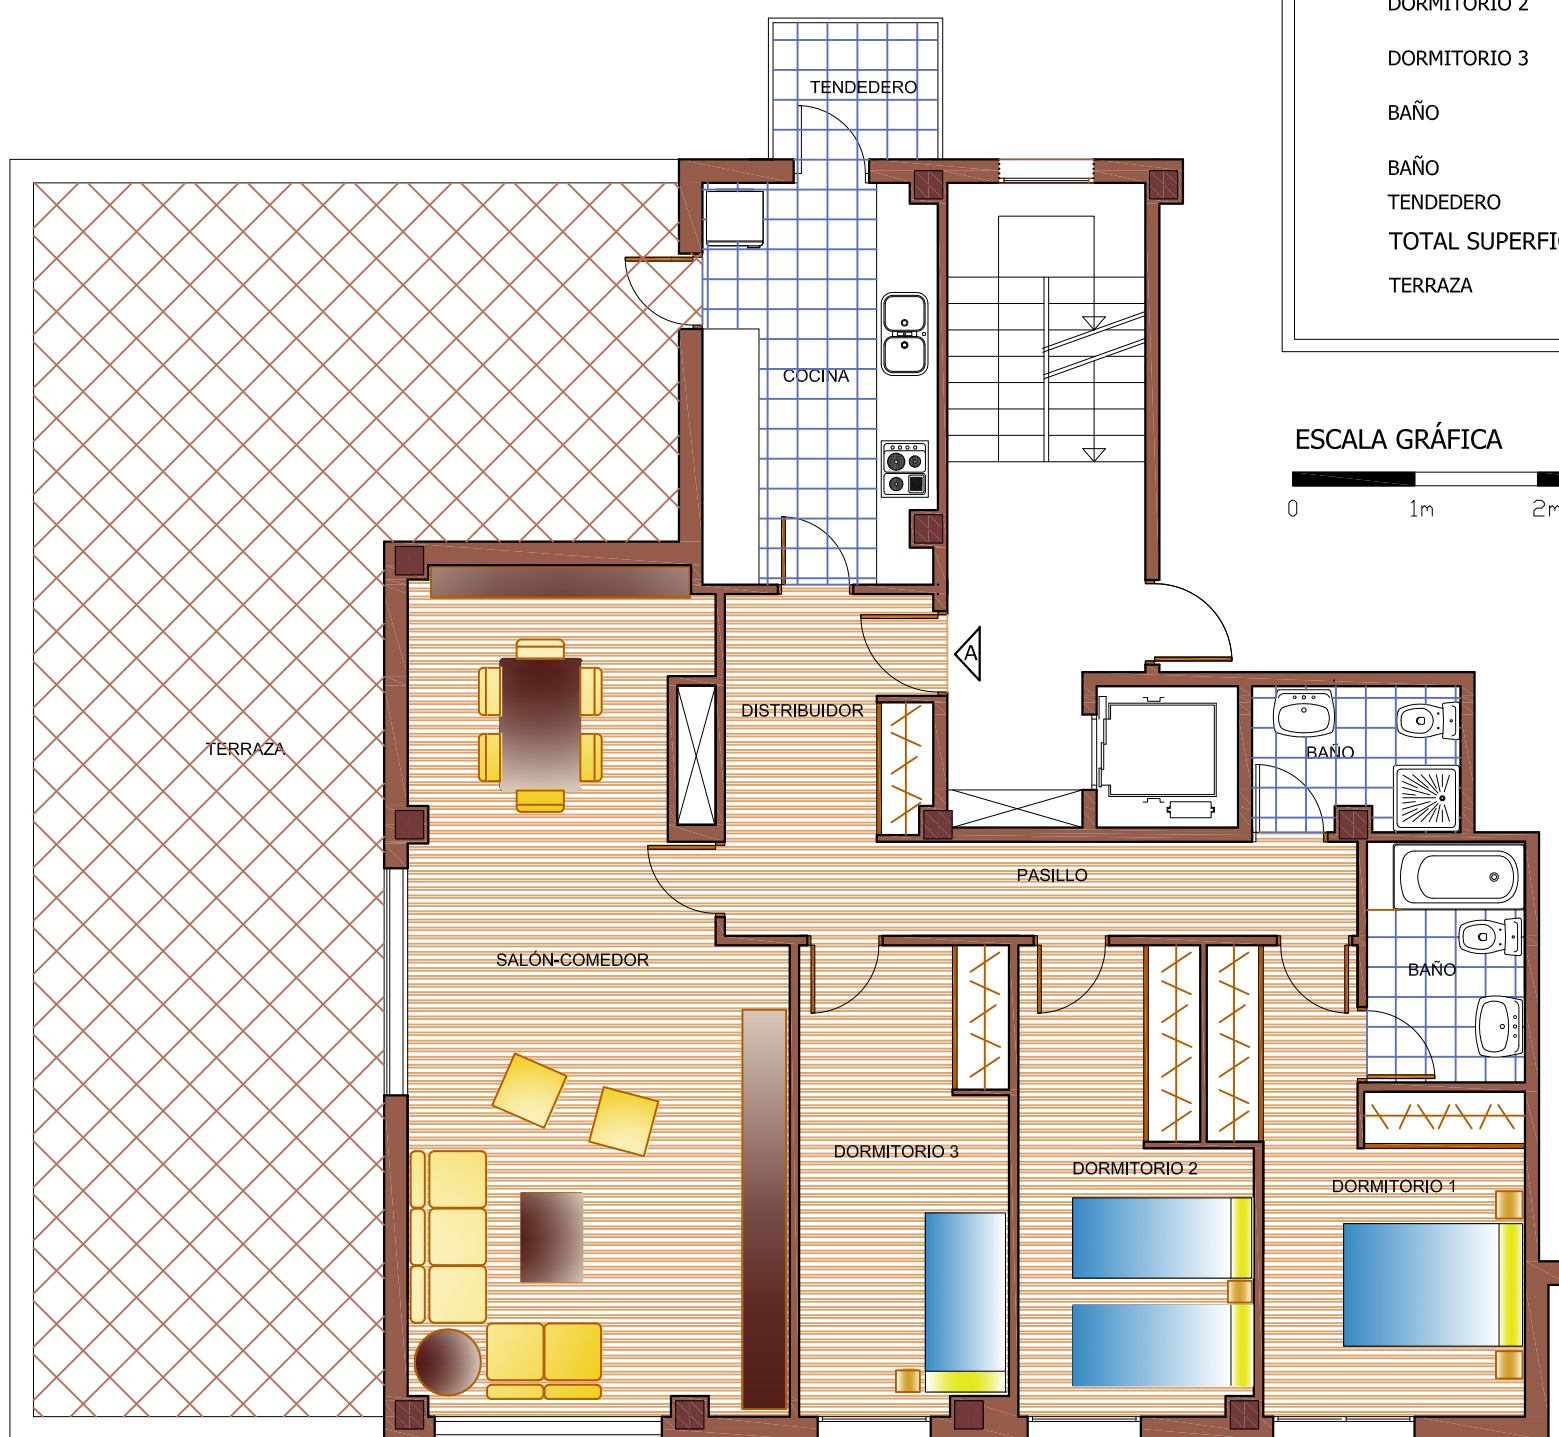 DORMITORIO 2
DORMITORIO 3
BAÑO
BAÑO
TENDEDERO
TOTAL SUPERFI
TERRAZA
ESCALA GRÁFICA
0 1m 2m
TENDEDERO
COCINA
A
DISTRIBUIDOR
TERRAZA
BAÑO
PASILLO
SALÓN-COMEDOR
BAÑO
DORMITORIO 3
DORMITORIO 2
DORMITORIO 1